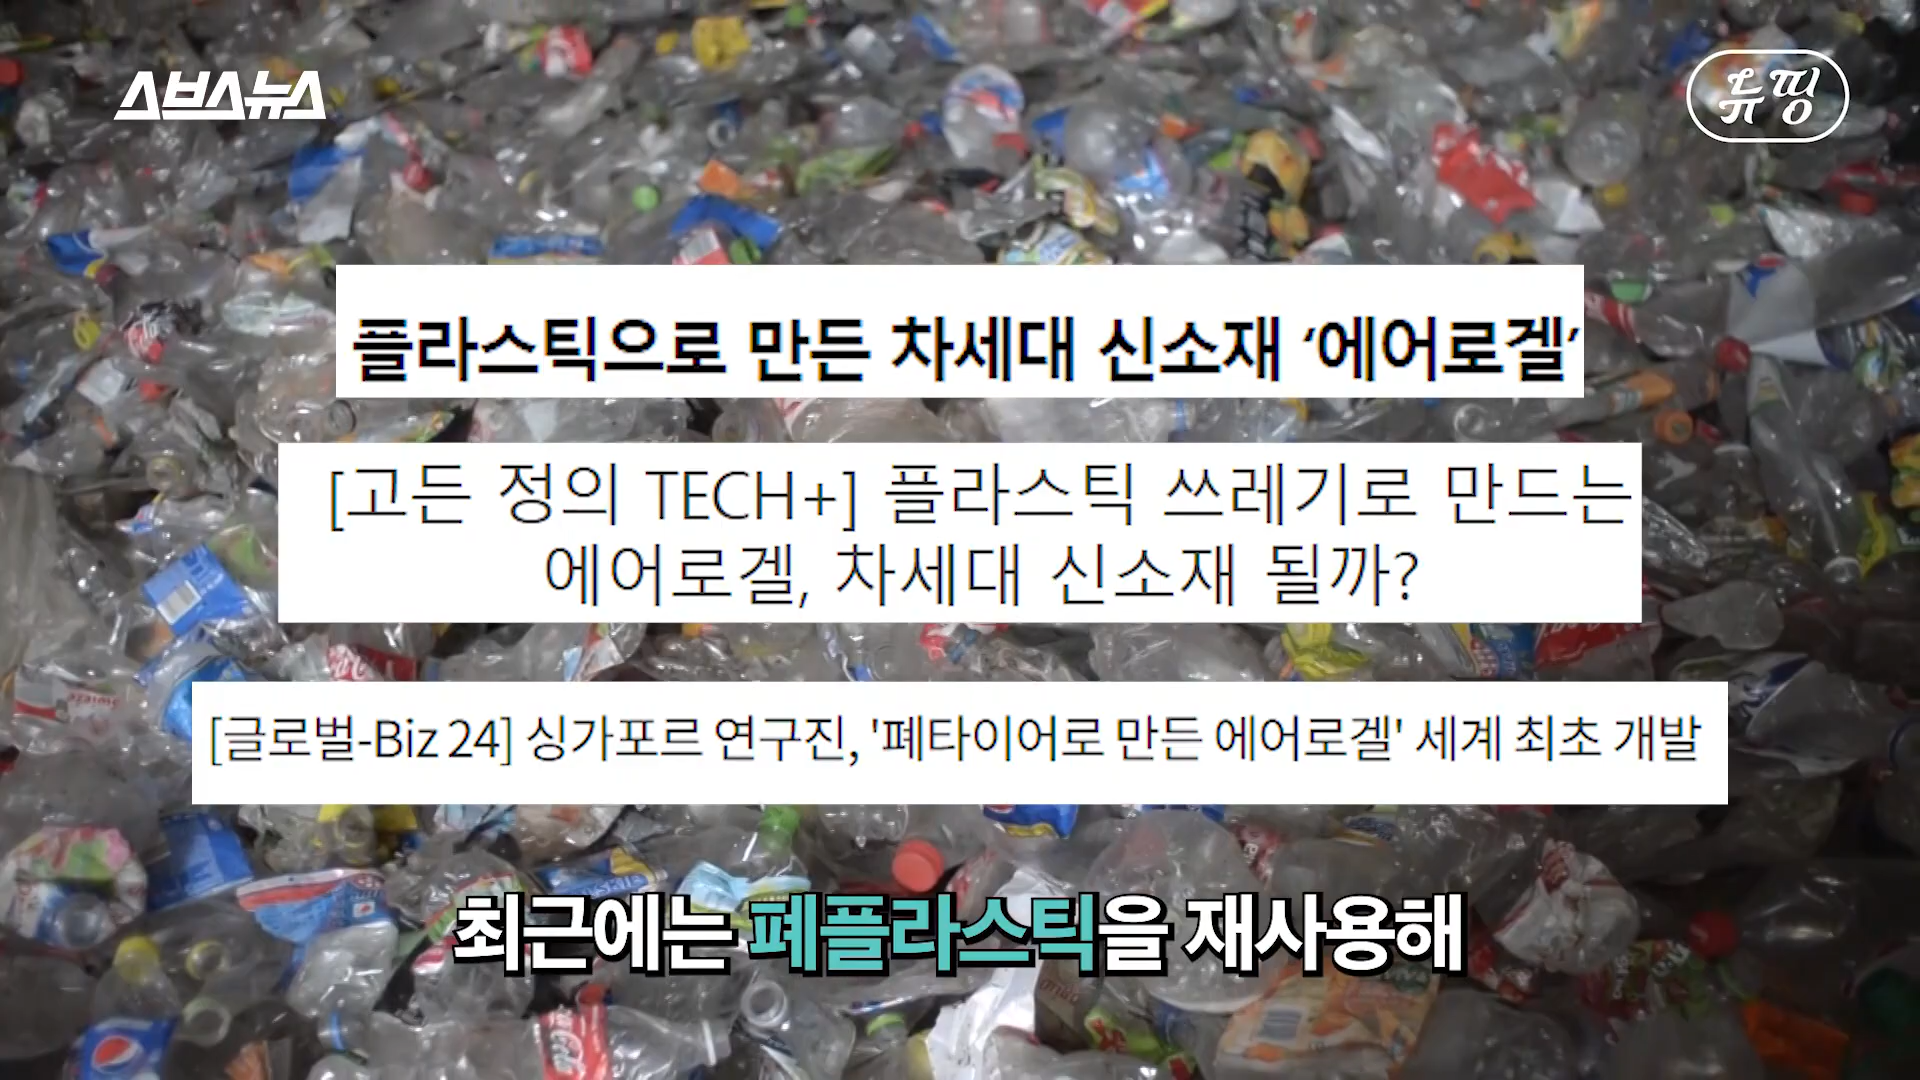 스브스뉴스
듀띵
플라스틱으로 만든 차세대 신소재 ‘에어로겔’
[고든 정의 TECH+] 플라스틱 쓰레기로 만드는
에어로겔, 차세대 신소재 될까?
[글로벌-Biz 24] 싱가포르 연구진, '폐타이어로 만든 에어로겔' 세계 최초 개발
최근에는 폐플라스틱을 재사용해